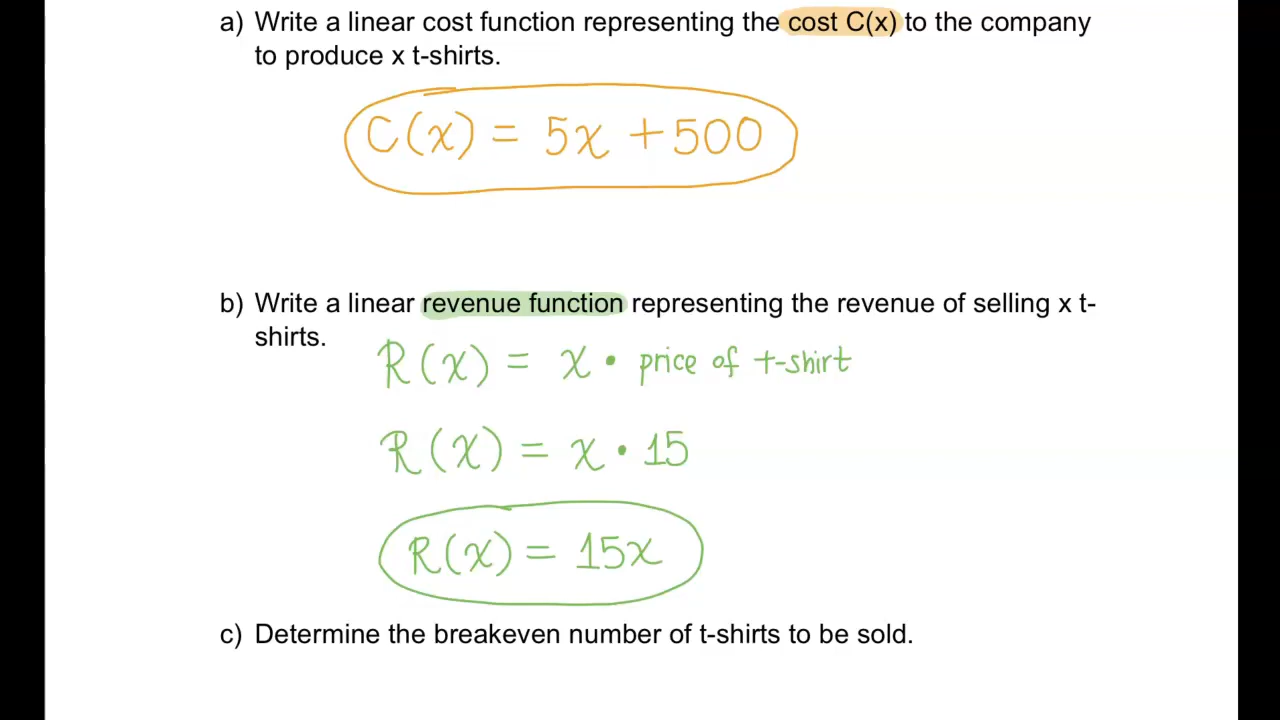 a) Write a linear cost function representing the cost C(x) to the company
to produce x t-shirts.
C(x) = 5x + 500
b) Write a linear revenue function representing the revenue of selling x t-
shirts.
R(x) = x • price of t-shirt
R(x) = x • 15
R(x) = 15x
c) Determine the breakeven number of t-shirts to be sold.